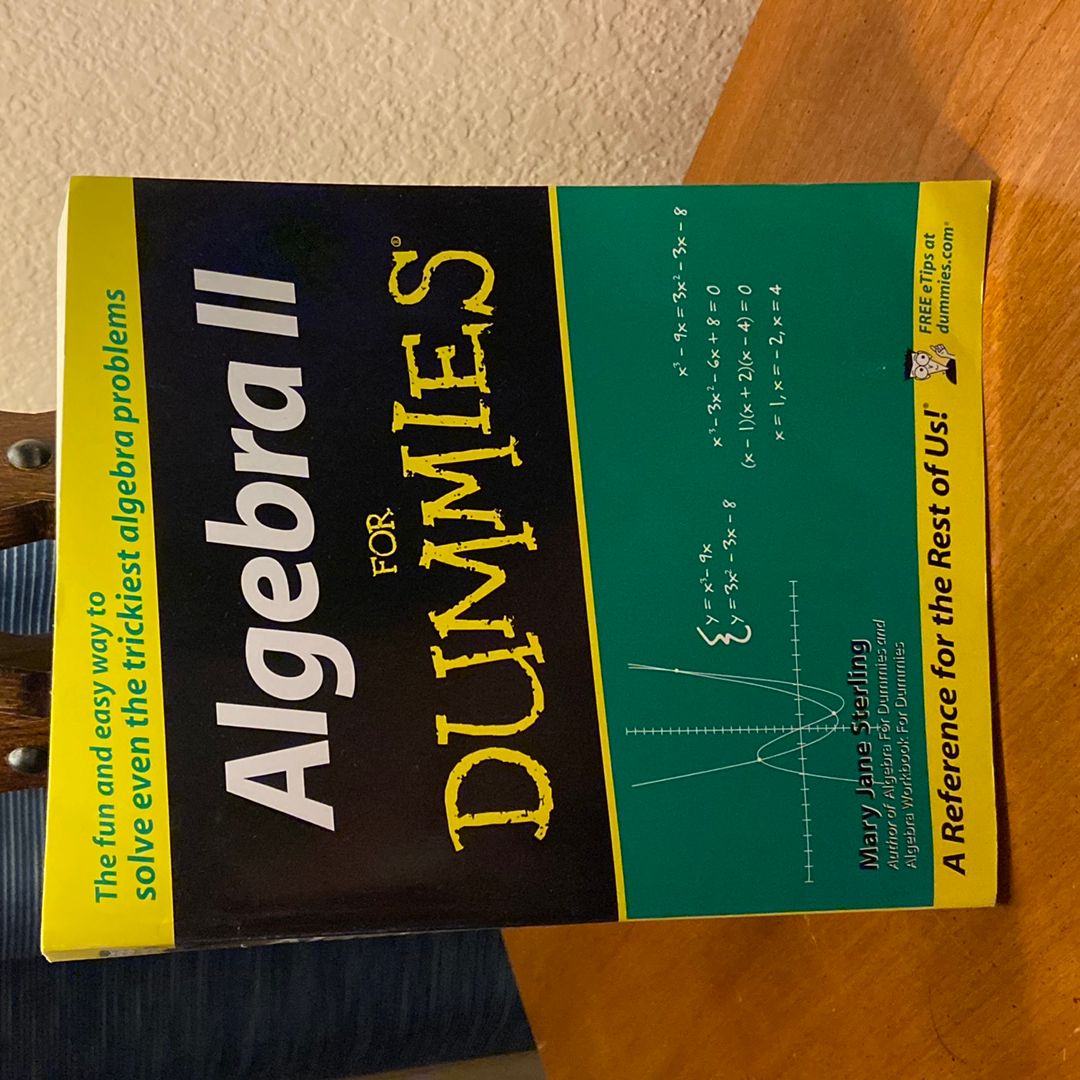 The fun and easy way to
solve even the trickiest algebra problems
Algebra II
FOR
DUMMIES®
{ y = x³ − 9x
y = 3x² − 3x − 8
x³ − 9x = 3x² − 3x − 8
x³ − 3x² − 6x + 8 = 0
(x − 1)(x + 2)(x − 4) = 0
x = 1, x = − 2, x = 4
Mary Jane Sterling
Author of Algebra For Dummies and
Algebra Workbook For Dummies
A Reference for the Rest of Us!®
FREE eTips at
dummies.com®